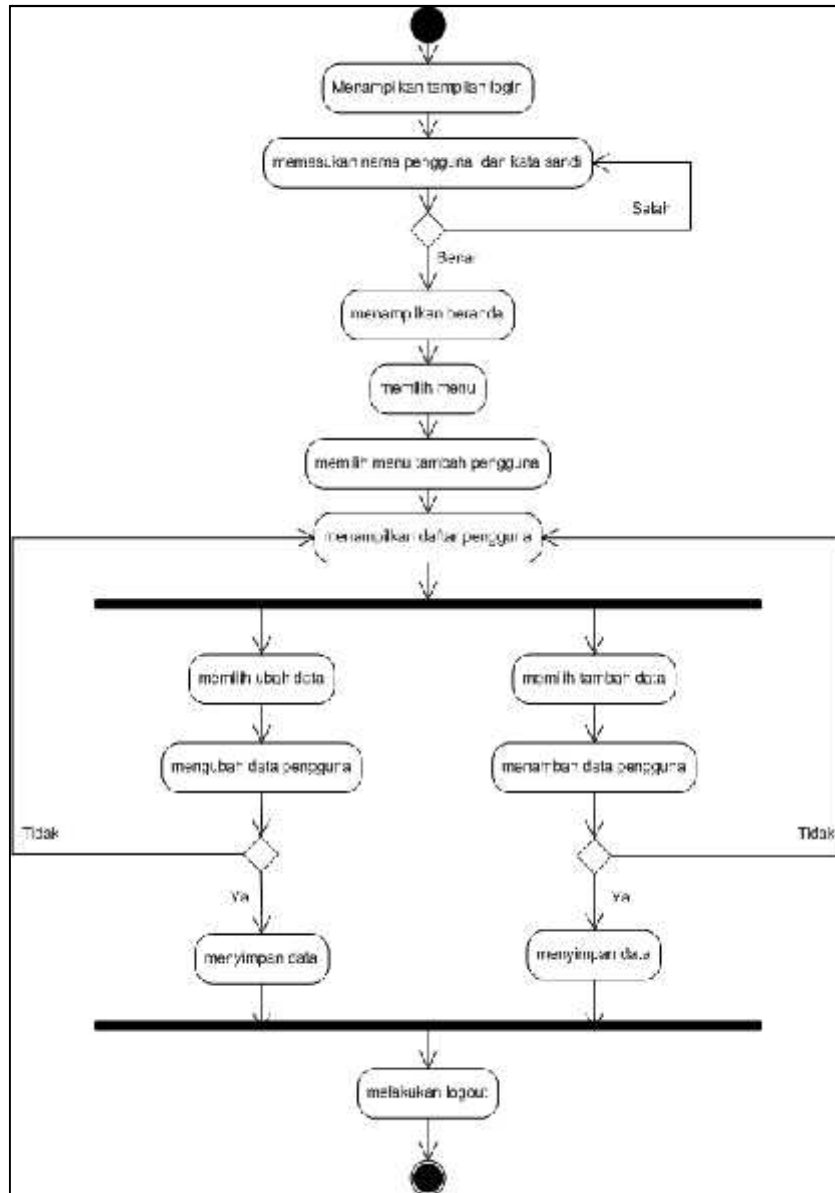 Menampilkan tampilan login
memasukan nama pengguna dan kata sandi
Salah
Benar
menampilkan beranda
memilih menu
memilih menu tambah pengguna
menampilkan daftar pengguna
memilih ubah data
memilih tambah data
mengubah data pengguna
menambah data pengguna
Tidak
Tidak
Ya
Ya
menyimpan data
menyimpan data
melakukan logout